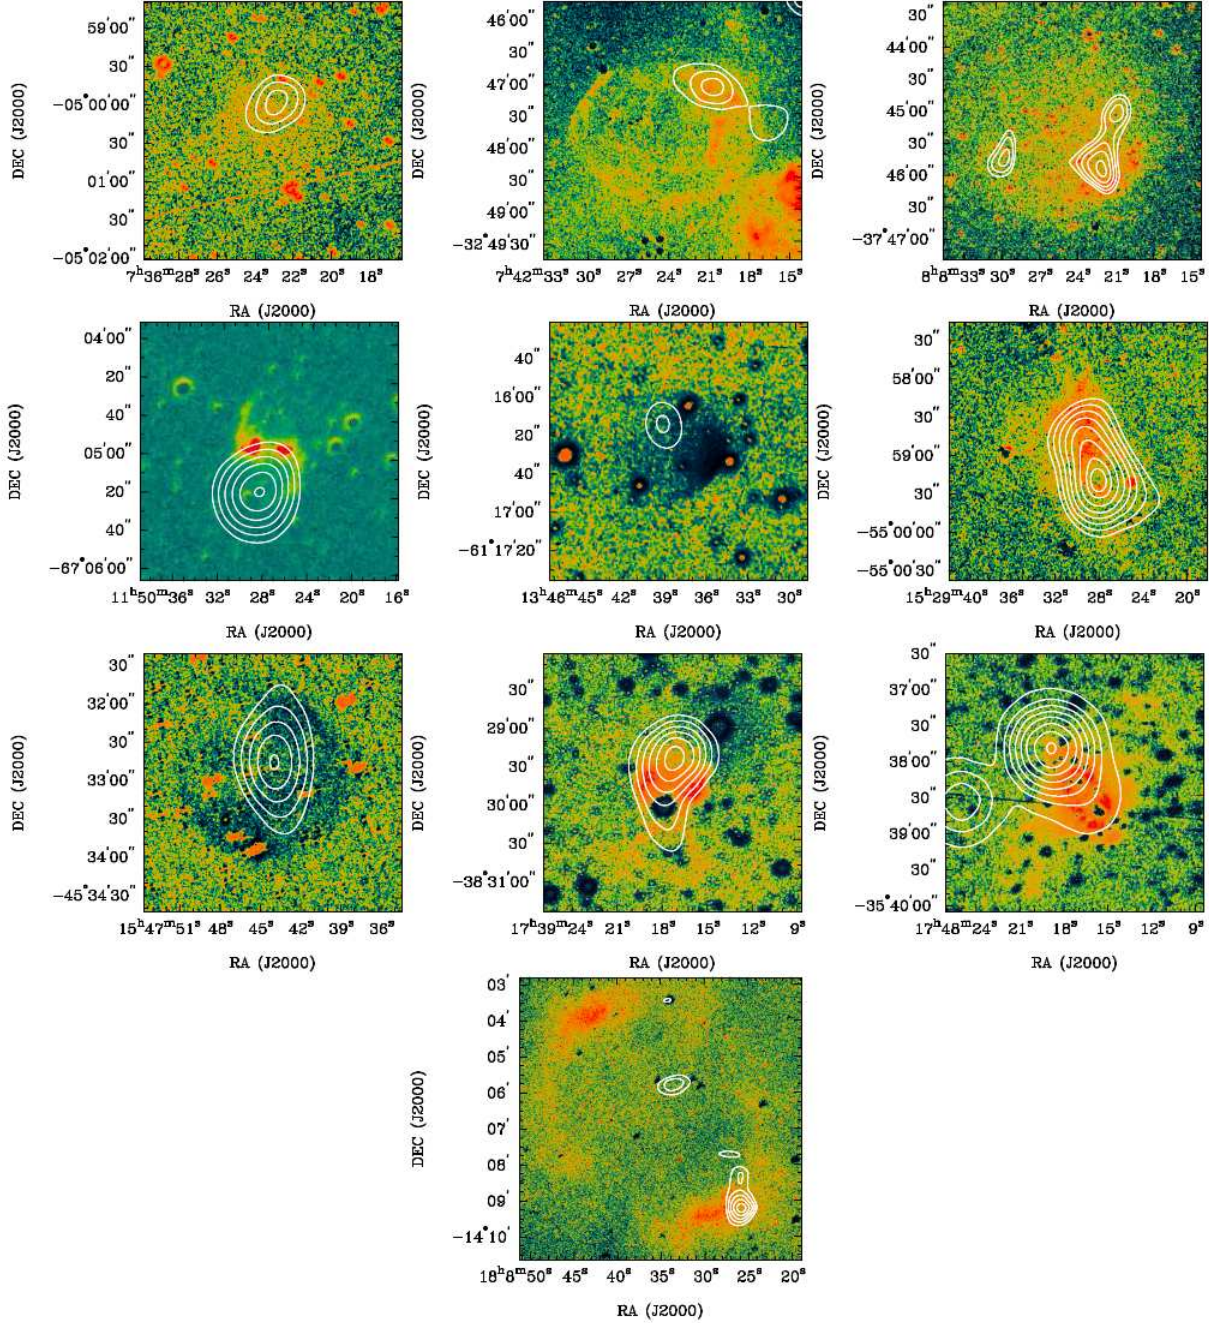 DEC (J2000)
59'00"
30"
−05°00'00"
30"
01'00"
30"
−05°02'00"
7ʰ36ᵐ28ˢ 26ˢ 24ˢ 22ˢ 20ˢ 18ˢ
RA (J2000)
DEC (J2000)
46'00"
30"
47'00"
30"
48'00"
30"
49'00"
−32°49'30"
7ʰ42ᵐ33ˢ 30ˢ 27ˢ 24ˢ 21ˢ 18ˢ 15ˢ
RA (J2000)
DEC (J2000)
30"
44'00"
30"
45'00"
30"
46'00"
30"
−37°47'00"
8ʰ8ᵐ33ˢ 30ˢ 27ˢ 24ˢ 21ˢ 18ˢ 15ˢ
RA (J2000)
DEC (J2000)
04'00"
20"
40"
05'00"
20"
40"
−67°06'00"
11ʰ50ᵐ36ˢ 32ˢ 28ˢ 24ˢ 20ˢ 16ˢ
RA (J2000)
DEC (J2000)
40"
16'00"
20"
40"
17'00"
−61°17'20"
13ʰ46ᵐ45ˢ 42ˢ 39ˢ 36ˢ 33ˢ 30ˢ
RA (J2000)
DEC (J2000)
30"
58'00"
30"
59'00"
30"
−55°00'00"
−55°00'30"
15ʰ29ᵐ40ˢ 36ˢ 32ˢ 28ˢ 24ˢ 20ˢ
RA (J2000)
DEC (J2000)
30"
32'00"
30"
33'00"
30"
34'00"
−45°34'30"
15ʰ47ᵐ51ˢ 48ˢ 45ˢ 42ˢ 39ˢ 36ˢ
RA (J2000)
DEC (J2000)
30"
29'00"
30"
30'00"
30"
−38°31'00"
17ʰ39ᵐ24ˢ 21ˢ 18ˢ 15ˢ 12ˢ 9ˢ
RA (J2000)
DEC (J2000)
30"
37'00"
30"
38'00"
30"
39'00"
30"
−35°40'00"
17ʰ48ᵐ24ˢ 21ˢ 18ˢ 15ˢ 12ˢ 9ˢ
RA (J2000)
DEC (J2000)
03'
04'
05'
06'
07'
08'
09'
−14°10'
18ʰ8ᵐ50ˢ 45ˢ 40ˢ 35ˢ 30ˢ 25ˢ 20ˢ
RA (J2000)